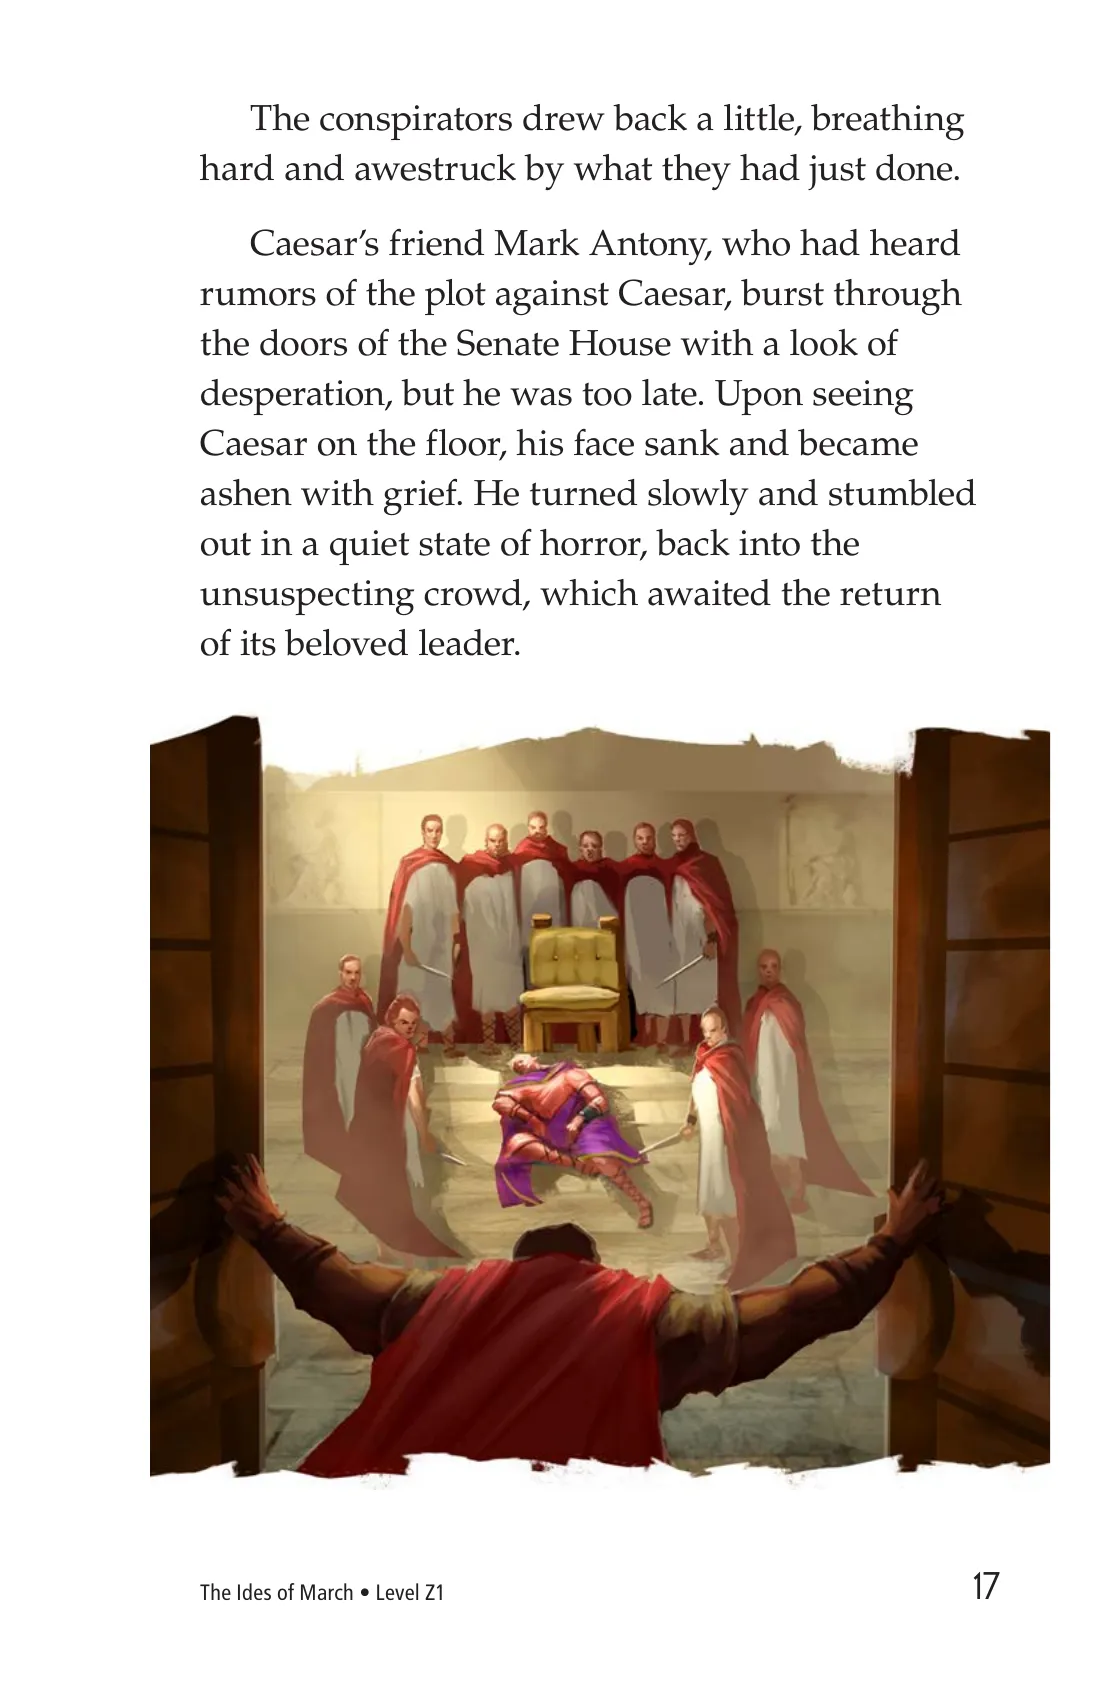 The conspirators drew back a little, breathing
hard and awestruck by what they had just done.
Caesar’s friend Mark Antony, who had heard
rumors of the plot against Caesar, burst through
the doors of the Senate House with a look of
desperation, but he was too late. Upon seeing
Caesar on the floor, his face sank and became
ashen with grief. He turned slowly and stumbled
out in a quiet state of horror, back into the
unsuspecting crowd, which awaited the return
of its beloved leader.
The Ides of March • Level Z1
17